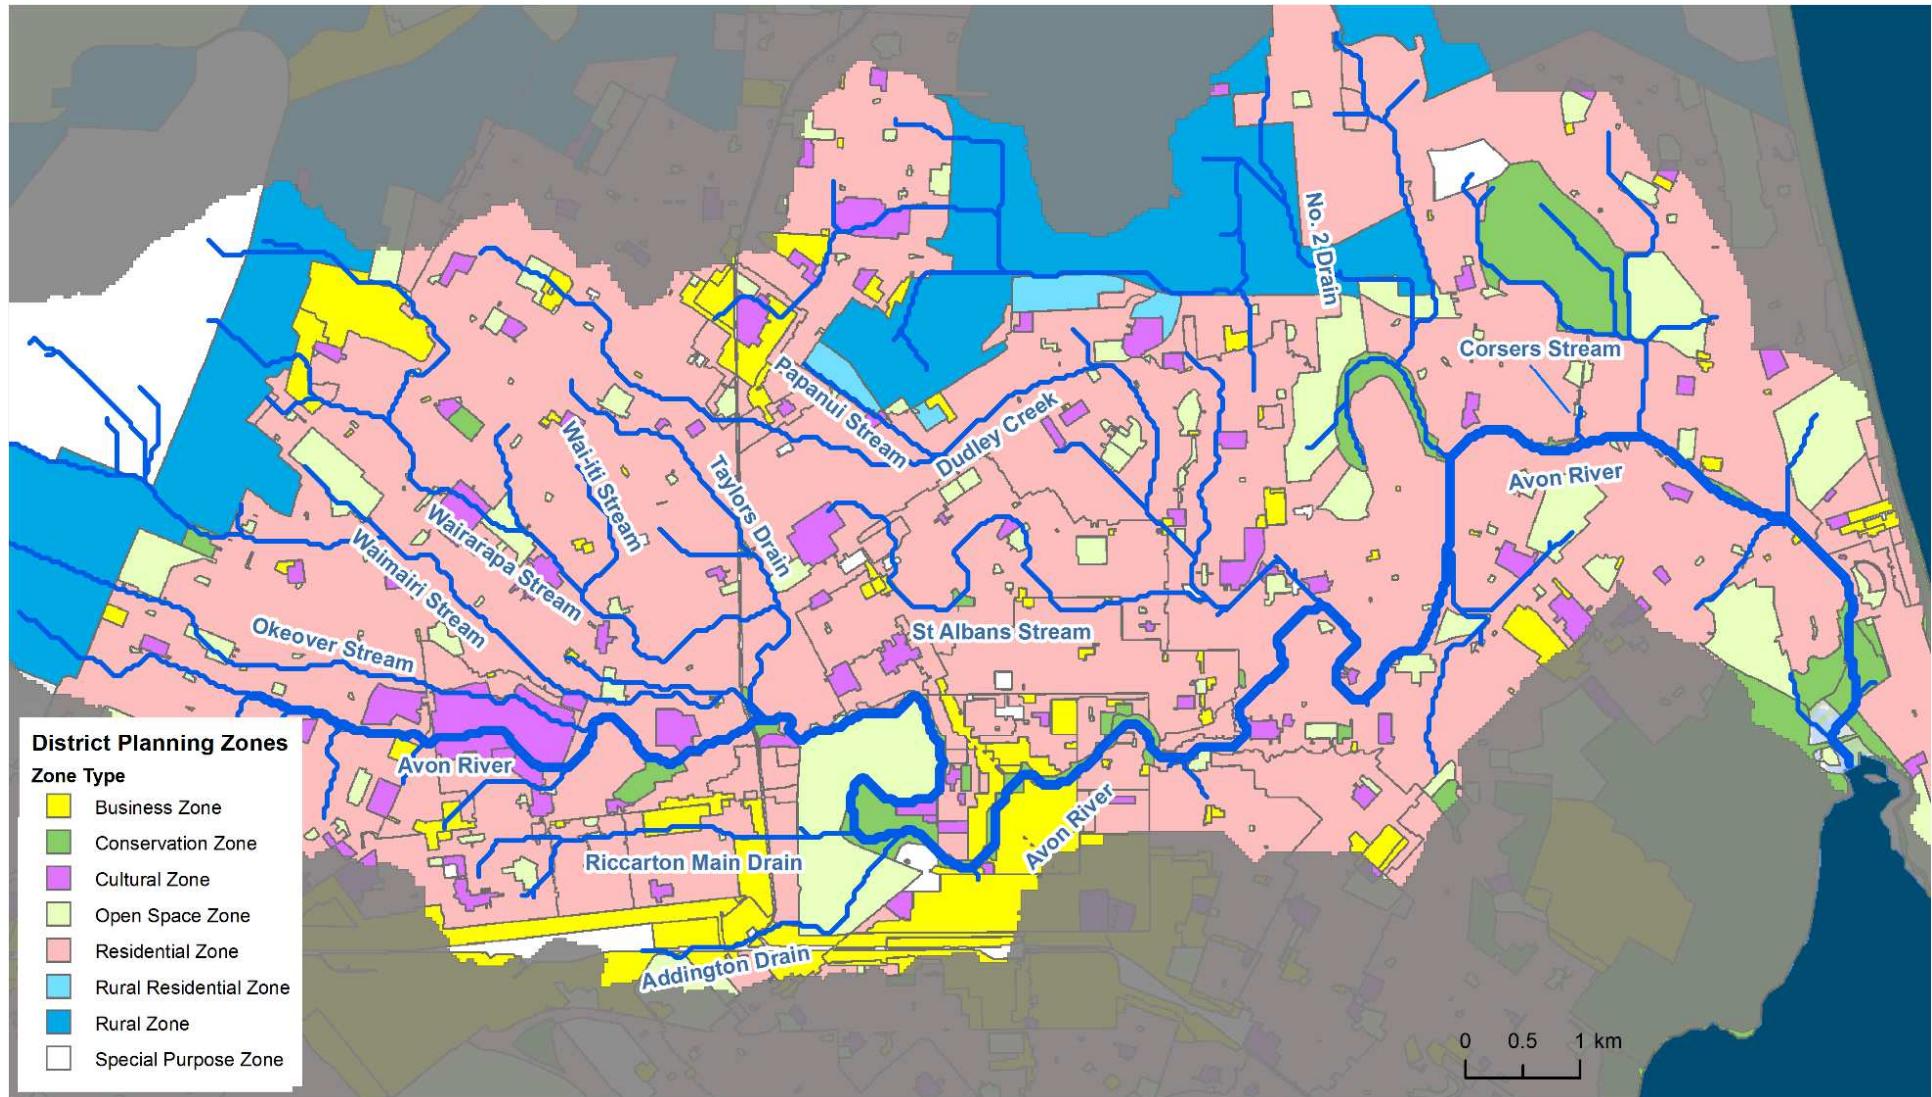 No. 2 Drain
Corsers Stream
Papanui Stream
Dudley Creek
Wai-iti Stream
Taylors Drain
Avon River
Wairarapa Stream
Waimairi Stream
Okeover Stream
St Albans Stream
Avon River
Avon River
Riccarton Main Drain
Addington Drain
District Planning Zones
Zone Type
Business Zone
Conservation Zone
Cultural Zone
Open Space Zone
Residential Zone
Rural Residential Zone
Rural Zone
Special Purpose Zone
0 0.5 1 km